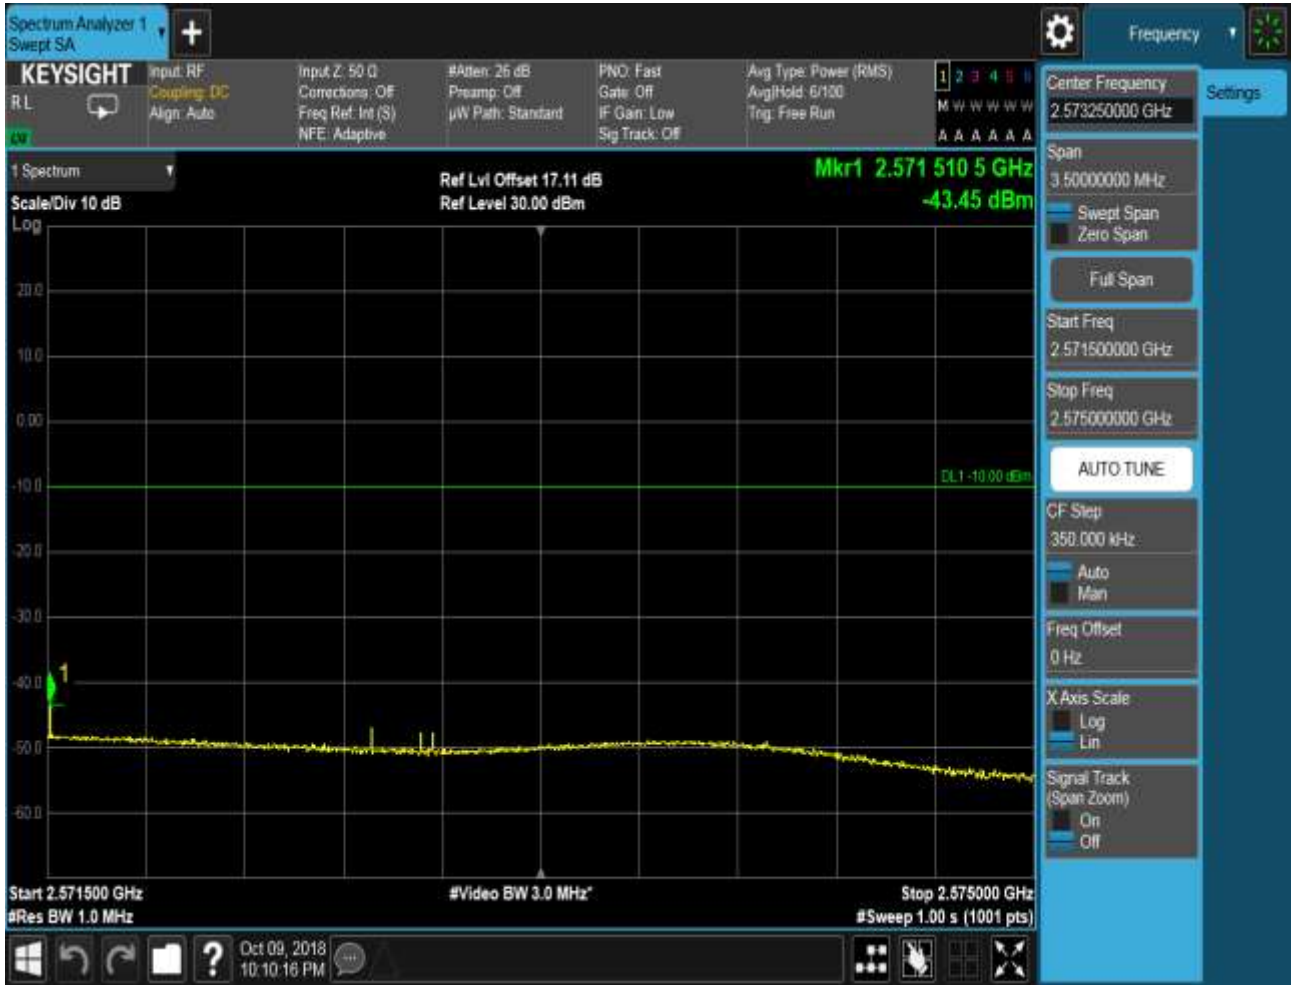 Spectrum Analyzer 1
Swept SA
+
Frequency
KEYSIGHT
R L
Input: RF
Coupling: DC
Align: Auto
Input Z: 50 Ω
Corrections: Off
Freq Ref: Int (S)
NFE: Adaptive
#Atten: 26 dB
Preamp: Off
µW Path: Standard
PNO: Fast
Gate: Off
IF Gain: Low
Sig Track: Off
Avg Type: Power (RMS)
Avg|Hold: 6/100
Trig: Free Run
1 2 3 4 5 6
M W W W W W
A A A A A A
1 Spectrum
Scale/Div 10 dB
Log
Ref Lvl Offset 17.11 dB
Ref Level 30.00 dBm
Mkr1 2.571 510 5 GHz
-43.45 dBm
20.0
10.0
0.00
-10.0
-20.0
-30.0
-40.0
-50.0
-60.0
DL1 -10.00 dBm
1
Start 2.571500 GHz
#Res BW 1.0 MHz
#Video BW 3.0 MHz*
Stop 2.575000 GHz
#Sweep 1.00 s (1001 pts)
?
Oct 09, 2018
10:10:16 PM
Center Frequency
2.573250000 GHz
Settings
Span
3.50000000 MHz
Swept Span
Zero Span
Full Span
Start Freq
2.571500000 GHz
Stop Freq
2.575000000 GHz
AUTO TUNE
CF Step
350.000 kHz
Auto
Man
Freq Offset
0 Hz
X Axis Scale
Log
Lin
Signal Track
(Span Zoom)
On
Off